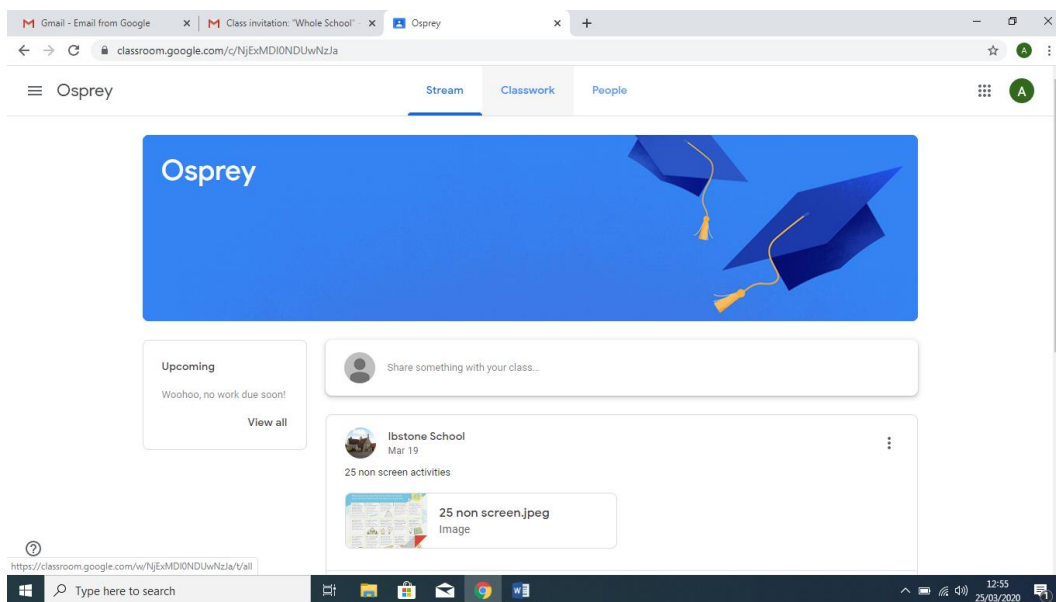 Gmail - Email from Google
Class invitation: "Whole School" -
Osprey
classroom.google.com/c/NjExMDI0NDUwNzJa
A
Osprey
Stream Classwork People
A
Osprey
Upcoming
Woohoo, no work due soon!
View all
Share something with your class...
Ibstone School
Mar 19
25 non screen activities
25 non screen.jpeg
Image
https://classroom.google.com/w/NjExMDI0NDUwNzJa/t/all
Type here to search
12:55
25/03/2020
1